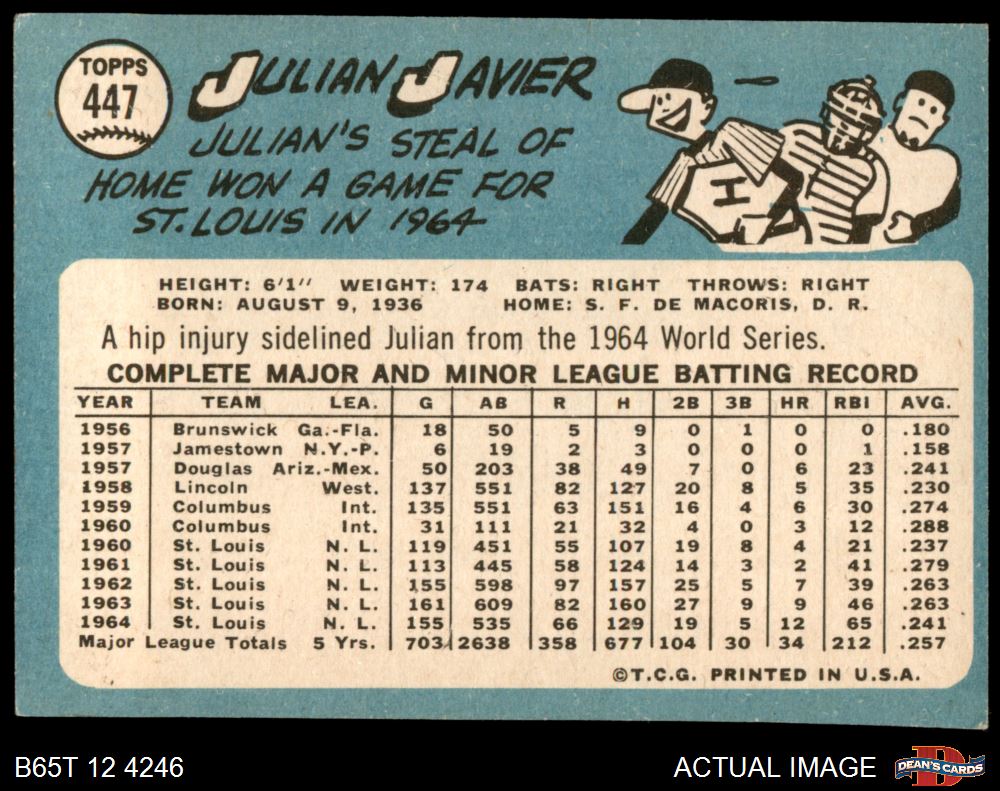 TOPPS
447
JULIAN JAVIER
JULIAN'S STEAL OF
HOME WON A GAME FOR
ST. LOUIS IN 1964
H
HEIGHT: 6'1" WEIGHT: 174 BATS: RIGHT THROWS: RIGHT
BORN: AUGUST 9, 1936 HOME: S. F. DE MACORIS, D. R.
A hip injury sidelined Julian from the 1964 World Series.
COMPLETE MAJOR AND MINOR LEAGUE BATTING RECORD
YEAR TEAM LEA. G AB R H 2B 3B HR RBI AVG.
1956 Brunswick Ga.-Fla. 18 50 5 9 0 1 0 0 .180
1957 Jamestown N.Y.-P. 6 19 2 3 0 0 0 1 .158
1957 Douglas Ariz.-Mex. 50 203 38 49 7 0 6 23 .241
1958 Lincoln West. 137 551 82 127 20 8 5 35 .230
1959 Columbus Int. 135 551 63 151 16 4 6 30 .274
1960 Columbus Int. 31 111 21 32 4 0 3 12 .288
1960 St. Louis N. L. 119 451 55 107 19 8 4 21 .237
1961 St. Louis N. L. 113 445 58 124 14 3 2 41 .279
1962 St. Louis N. L. 155 598 97 157 25 5 7 39 .263
1963 St. Louis N. L. 161 609 82 160 27 9 9 46 .263
1964 St. Louis N. L. 155 535 66 129 19 5 12 65 .241
Major League Totals 5 Yrs. 703 2638 358 677 104 30 34 212 .257
©T.C.G. PRINTED IN U.S.A.
B65T 12 4246 ACTUAL IMAGE DEAN'S CARDS